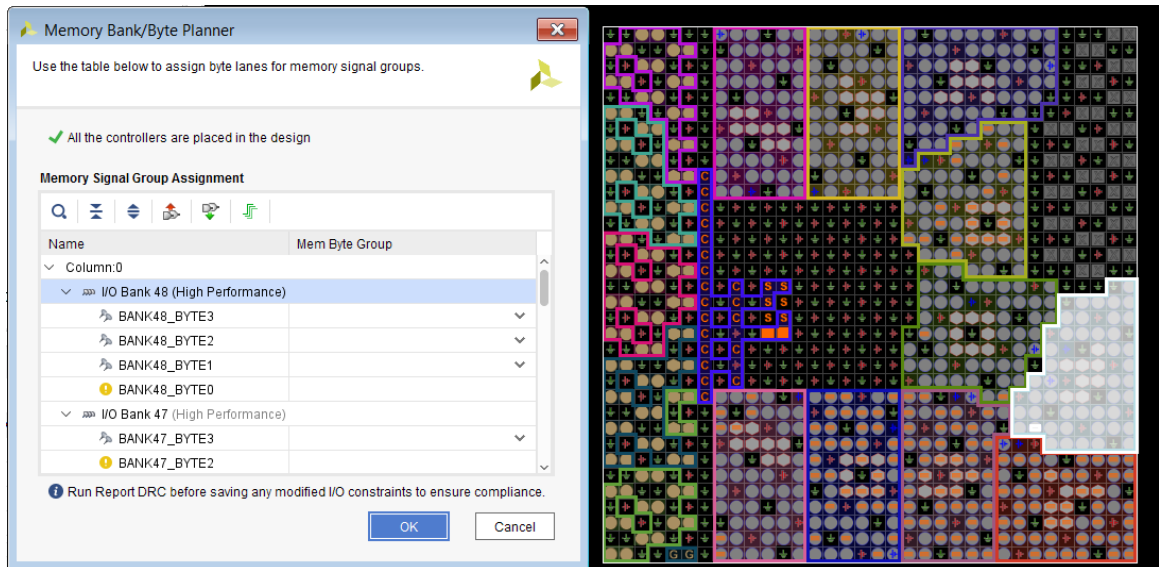 Memory Bank/Byte Planner
Use the table below to assign byte lanes for memory signal groups.
All the controllers are placed in the design
Memory Signal Group Assignment
Name Mem Byte Group
Column:0
I/O Bank 48 (High Performance)
BANK48_BYTE3
BANK48_BYTE2
BANK48_BYTE1
BANK48_BYTE0
I/O Bank 47 (High Performance)
BANK47_BYTE3
BANK47_BYTE2
Run Report DRC before saving any modified I/O constraints to ensure compliance.
OK Cancel
C
C
C
C
C
C C S S
C S S
C C C S S
C
C C
C
C C
C
G G